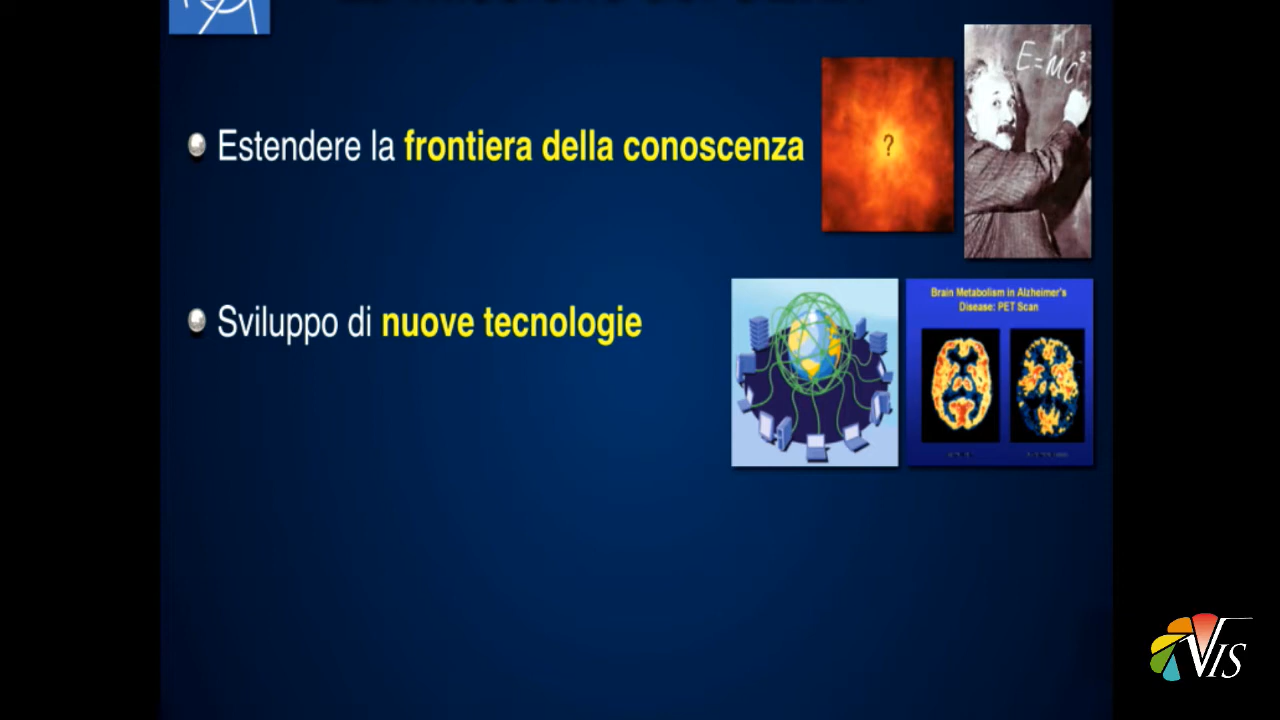 E=MC²
Estendere la frontiera della conoscenza
?
Brain Metabolism in Alzheimer's
Disease: PET Scan
Sviluppo di nuove tecnologie
VIS